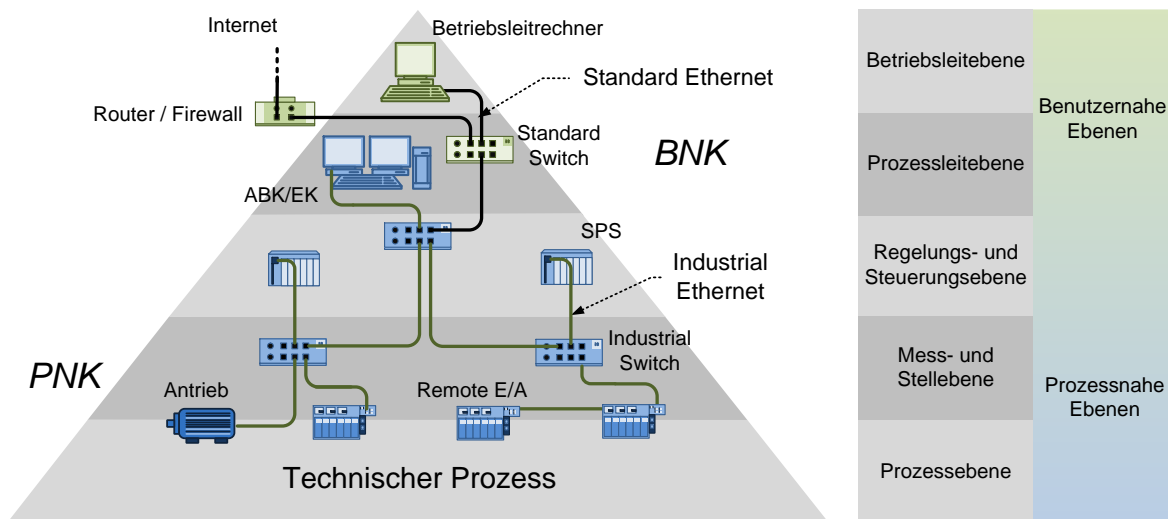 Internet
Betriebsleitrechner
Standard Ethernet
Router / Firewall
Standard
Switch
BNK
ABK/EK
SPS
Industrial
Ethernet
Industrial
Switch
PNK
Antrieb
Remote E/A
Technischer Prozess
Betriebsleitebene
Prozessleitebene
Regelungs- und
Steuerungsebene
Mess- und
Stellebene
Prozessebene
Benutzernahe
Ebenen
Prozessnahe
Ebenen